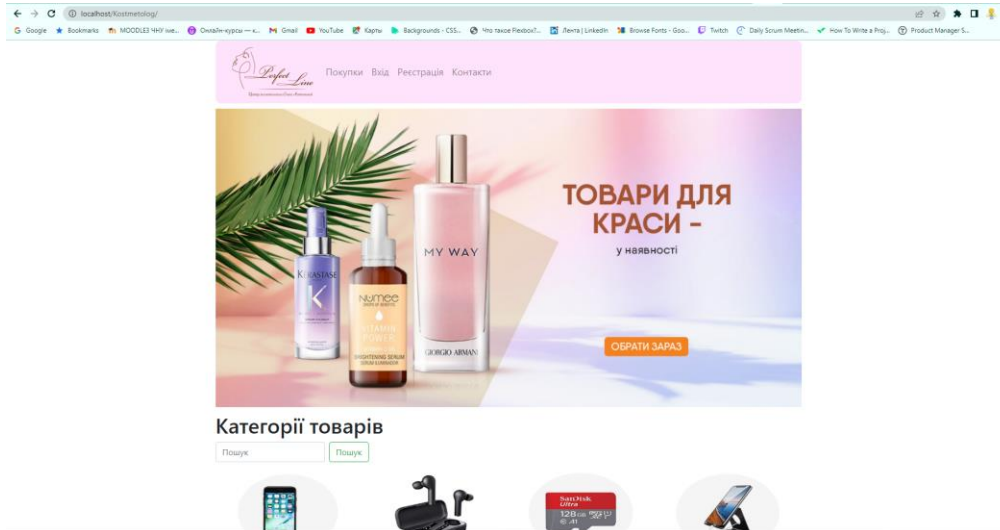 localhost/Kostmetolog/
Google Bookmarks MOODLE3 ЧНУ іме... Онлайн-курсы — к... Gmail YouTube Карты Backgrounds - CSS... Что такое Flexbox?... Лента | LinkedIn Browse Fonts - Goo... Twitch Daily Scrum Meetin... How To Write a Proj... Product Manager S...
Perfect Line
Покупки Вхід Реєстрація Контакти
ТОВАРИ ДЛЯ
КРАСИ –
у наявності
MY WAY
KÉRASTASE
K
NUMEE
VITAMIN
POWER
BRIGHTENING SERUM
GIORGIO ARMANI
ОБРАТИ ЗАРАЗ
Категорії товарів
Пошук Пошук
SanDisk
Ultra
128 GB
A1